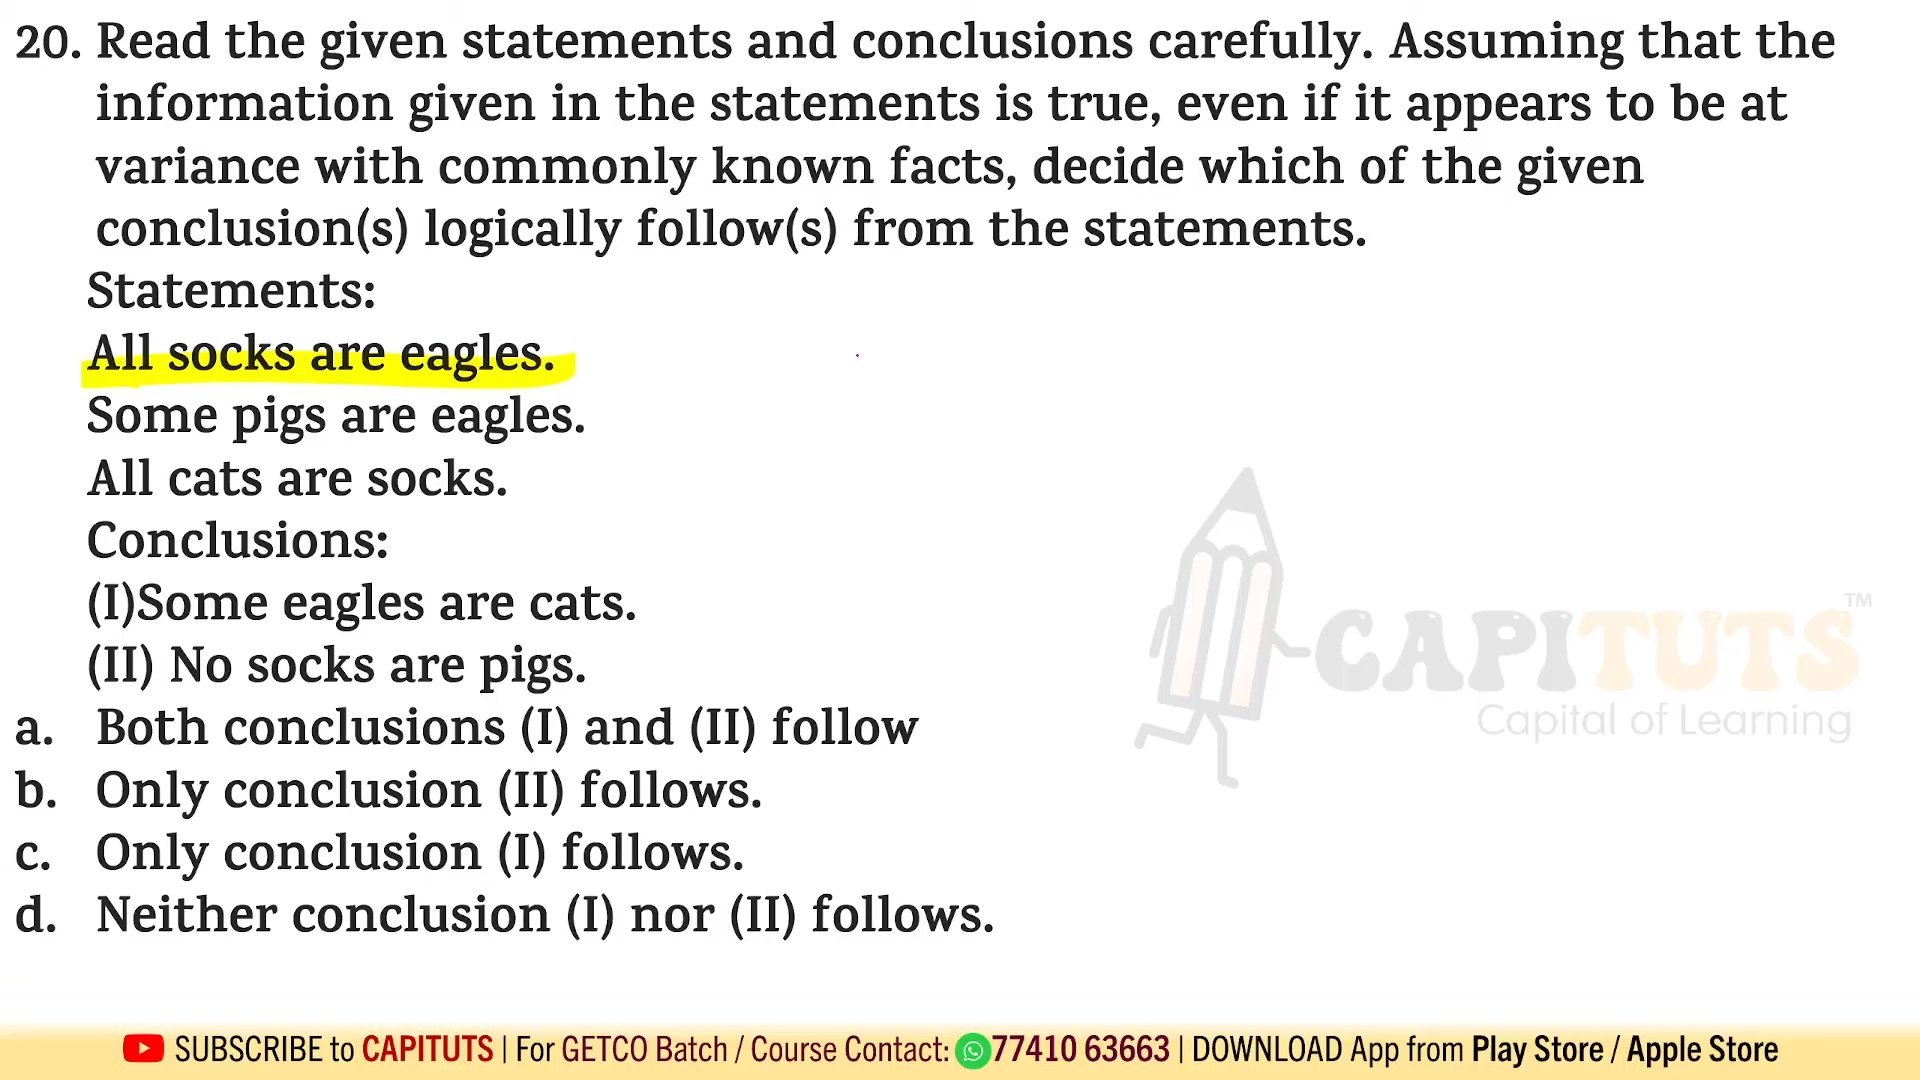 20. Read the given statements and conclusions carefully. Assuming that the
information given in the statements is true, even if it appears to be at
variance with commonly known facts, decide which of the given
conclusion(s) logically follow(s) from the statements.
Statements:
All socks are eagles.
Some pigs are eagles.
All cats are socks.
Conclusions:
(I)Some eagles are cats.
(II) No socks are pigs.
a. Both conclusions (I) and (II) follow
b. Only conclusion (II) follows.
c. Only conclusion (I) follows.
d. Neither conclusion (I) nor (II) follows.
CAPITUTS™
Capital of Learning
SUBSCRIBE to CAPITUTS | For GETCO Batch / Course Contact: 77410 63663 | DOWNLOAD App from Play Store / Apple Store